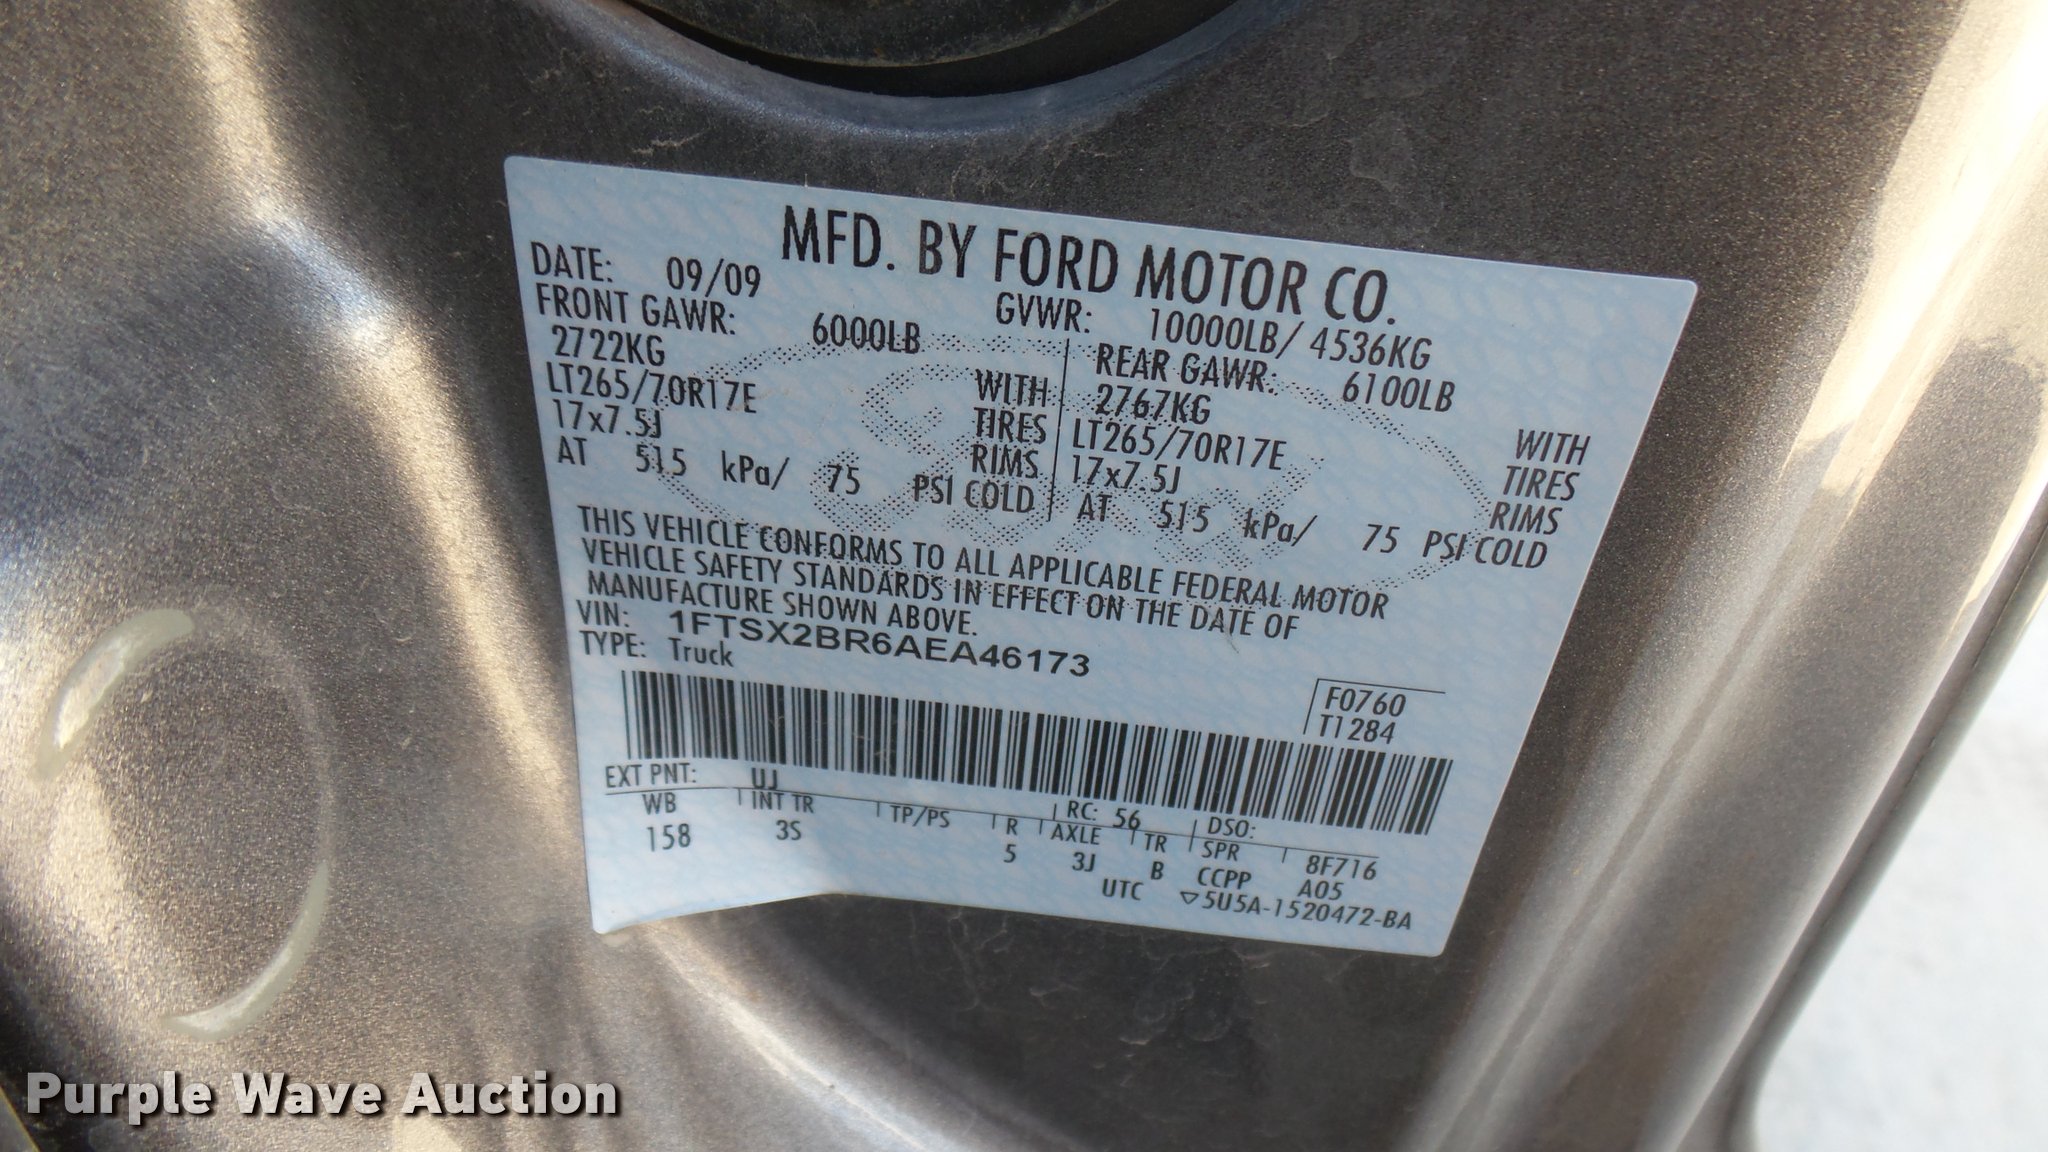 MFD. BY FORD MOTOR CO.
DATE: 09/09 GVWR: 10000LB/ 4536KG
FRONT GAWR: 6000LB REAR GAWR: 6100LB
2722KG WITH 2767KG WITH
LT265/70R17E TIRES LT265/70R17E TIRES
17x7.5J RIMS 17x7.5J RIMS
AT 515 kPa/ 75 PSI COLD AT 515 kPa/ 75 PSI COLD
THIS VEHICLE CONFORMS TO ALL APPLICABLE FEDERAL MOTOR
VEHICLE SAFETY STANDARDS IN EFFECT ON THE DATE OF
MANUFACTURE SHOWN ABOVE.
VIN: 1FTSX2BR6AEA46173
TYPE: Truck
F0760
T1284
EXT PNT: UJ RC: 56 DSO:
WB INT TR TP/PS R AXLE TR SPR 8F716
158 3S 5 3J B CCPP A05
UTC ▽5U5A-1520472-BA
Purple Wave Auction